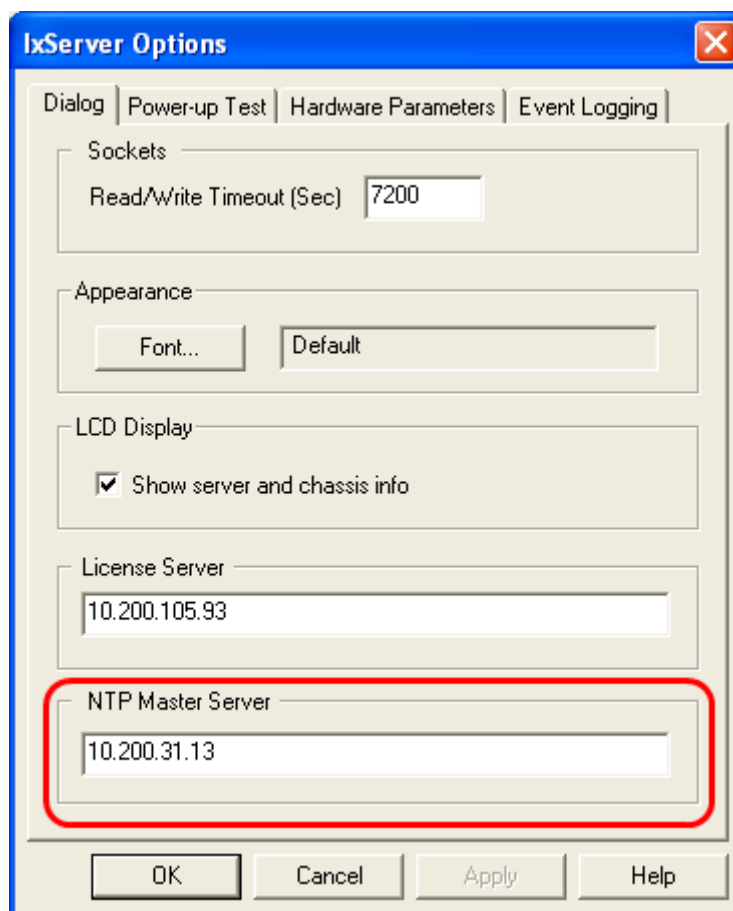 IxServer Options
Dialog Power-up Test Hardware Parameters Event Logging
Sockets
Read/Write Timeout (Sec) 7200
Appearance
Font... Default
LCD Display
Show server and chassis info
License Server
10.200.105.93
NTP Master Server
10.200.31.13
OK Cancel Apply Help